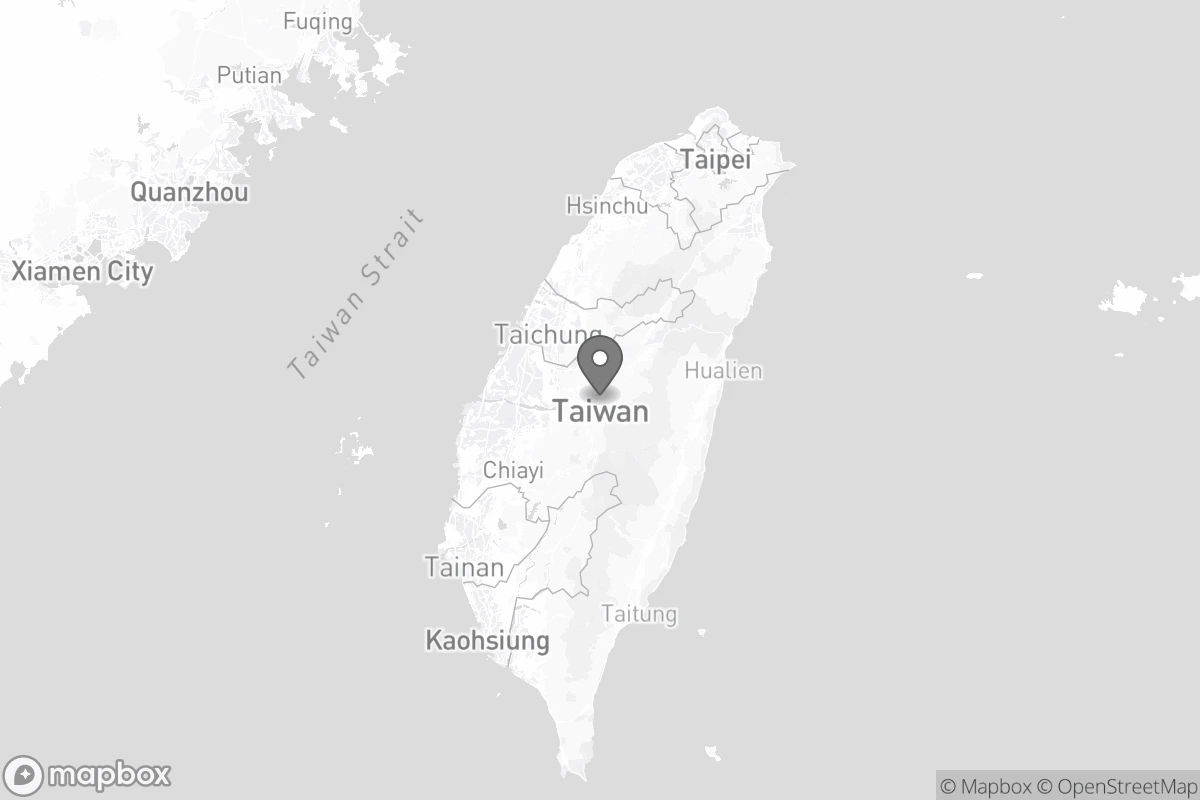 Fuqing
Putian
Taipei
Quanzhou
Hsinchu
Taiwan Strait
Xiamen City
Taichung
Hualien
Taiwan
Chiayi
Tainan
Taitung
Kaohsiung
mapbox
© Mapbox © OpenStreetMap